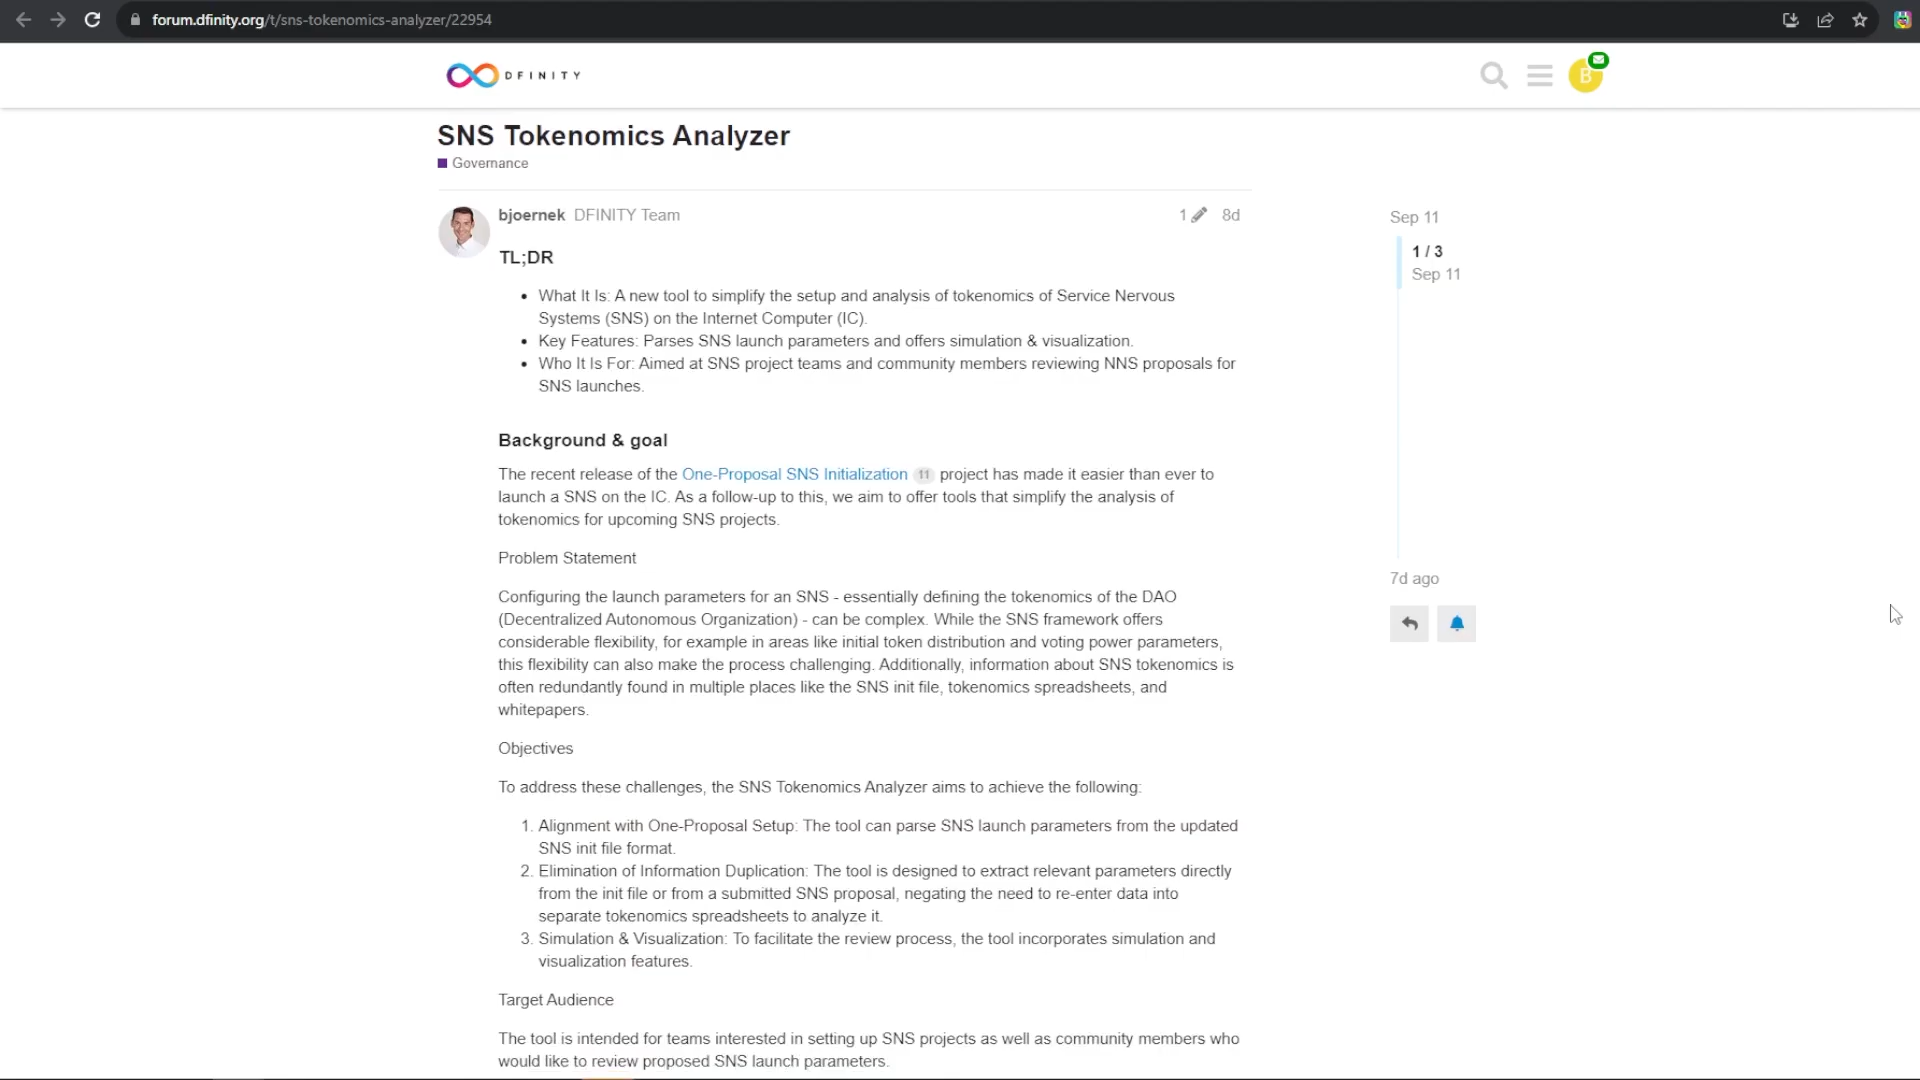 forum.dfinity.org/t/sns-tokenomics-analyzer/22954
DFINITY
B
SNS Tokenomics Analyzer
Governance
bjoernek DFINITY Team 1 8d
TL;DR
• What It Is: A new tool to simplify the setup and analysis of tokenomics of Service Nervous
Systems (SNS) on the Internet Computer (IC).
• Key Features: Parses SNS launch parameters and offers simulation & visualization.
• Who It Is For: Aimed at SNS project teams and community members reviewing NNS proposals for
SNS launches.
Background & goal
The recent release of the One-Proposal SNS Initialization 11 project has made it easier than ever to
launch a SNS on the IC. As a follow-up to this, we aim to offer tools that simplify the analysis of
tokenomics for upcoming SNS projects.
Problem Statement
Configuring the launch parameters for an SNS - essentially defining the tokenomics of the DAO
(Decentralized Autonomous Organization) - can be complex. While the SNS framework offers
considerable flexibility, for example in areas like initial token distribution and voting power parameters,
this flexibility can also make the process challenging. Additionally, information about SNS tokenomics is
often redundantly found in multiple places like the SNS init file, tokenomics spreadsheets, and
whitepapers.
Objectives
To address these challenges, the SNS Tokenomics Analyzer aims to achieve the following:
1. Alignment with One-Proposal Setup: The tool can parse SNS launch parameters from the updated
SNS init file format.
2. Elimination of Information Duplication: The tool is designed to extract relevant parameters directly
from the init file or from a submitted SNS proposal, negating the need to re-enter data into
separate tokenomics spreadsheets to analyze it.
3. Simulation & Visualization: To facilitate the review process, the tool incorporates simulation and
visualization features.
Target Audience
The tool is intended for teams interested in setting up SNS projects as well as community members who
would like to review proposed SNS launch parameters.
Sep 11
1 / 3
Sep 11
7d ago